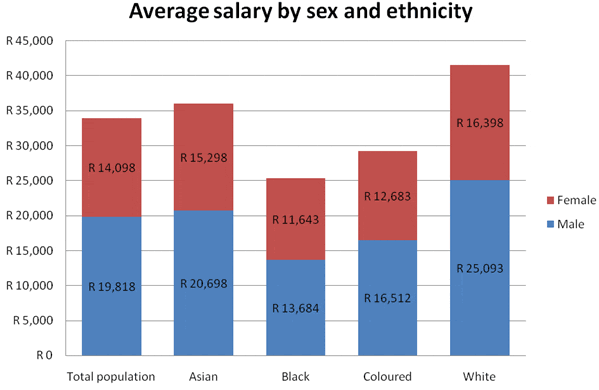 Average salary by sex and ethnicity
R 45,000
R 40,000
R 35,000
R 30,000
R 25,000
R 20,000
R 15,000
R 10,000
R 5,000
R 0
R 14,098
R 19,818
R 15,298
R 20,698
R 11,643
R 13,684
R 12,683
R 16,512
R 16,398
R 25,093
Total population
Asian
Black
Coloured
White
Female
Male